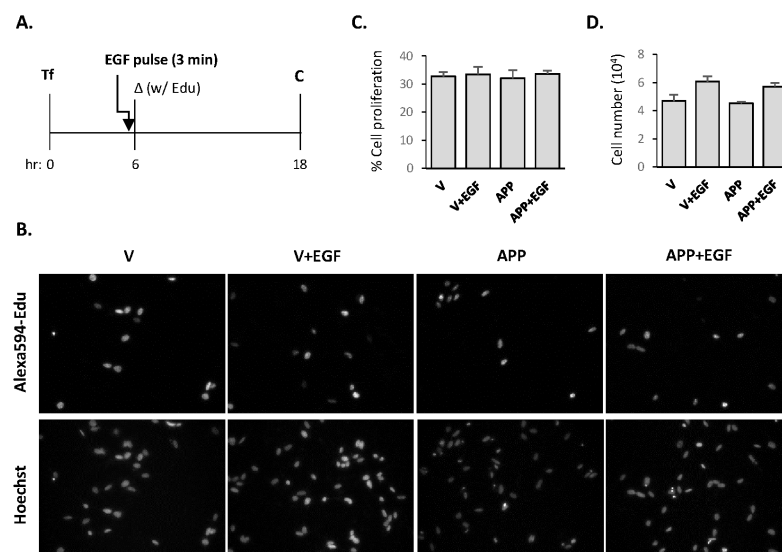 A.
EGF pulse (3 min)
Tf
Δ (w/ Edu)
C
hr: 0
6
18
C.
% Cell proliferation
40
30
20
10
0
V
V+EGF
APP
APP+EGF
D.
Cell number (10⁴)
8
6
4
2
0
V
V+EGF
APP
APP+EGF
B.
V
V+EGF
APP
APP+EGF
Alexa594-Edu
Hoechst